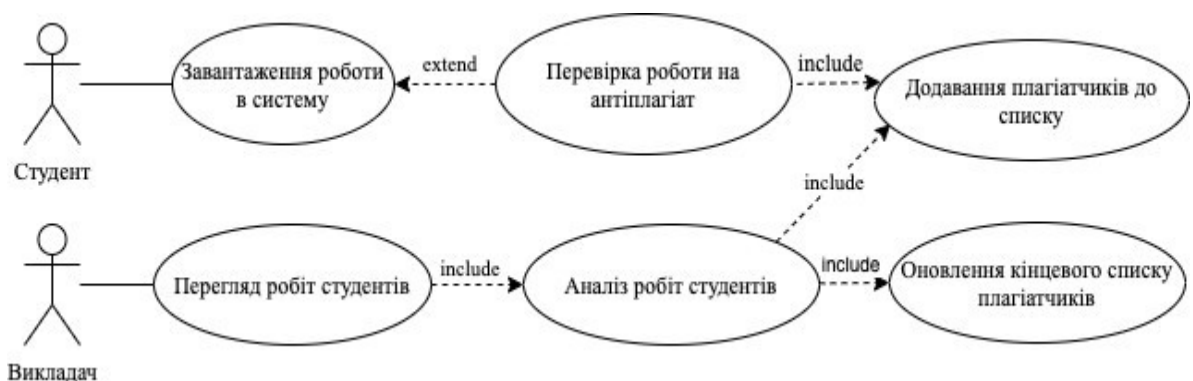 Завантаження роботи
в систему
extend
Перевірка роботи на
антіплагіат
include
Додавання плагіатчиків до
списку
Студент
include
Перегляд робіт студентів
include
Аналіз робіт студентів
include
Оновлення кінцевого списку
плагіатчиків
Викладач